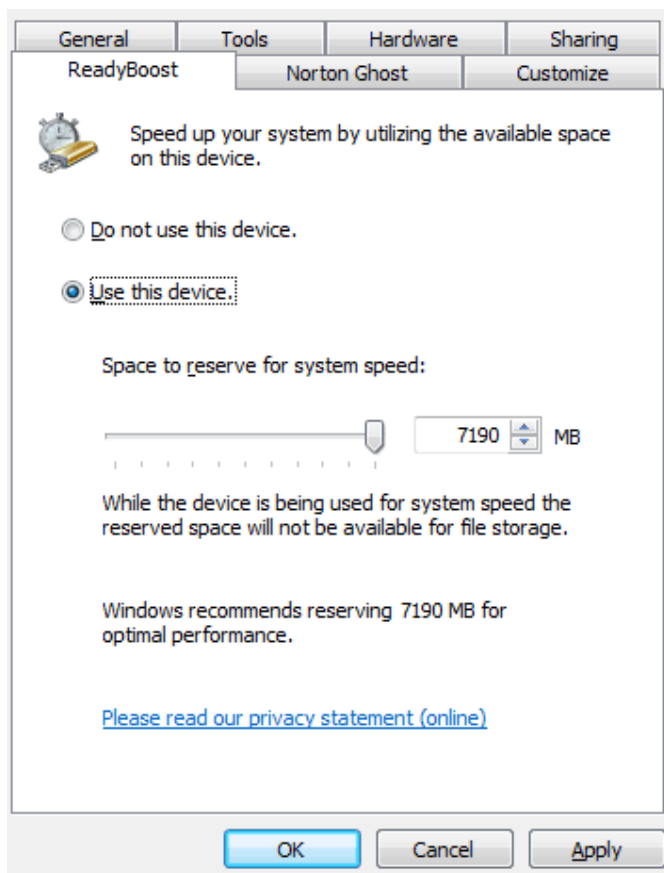 General Tools Hardware Sharing
ReadyBoost Norton Ghost Customize
Speed up your system by utilizing the available space
on this device.
Do not use this device.
Use this device.
Space to reserve for system speed:
7190 MB
While the device is being used for system speed the
reserved space will not be available for file storage.
Windows recommends reserving 7190 MB for
optimal performance.
Please read our privacy statement (online)
OK Cancel Apply